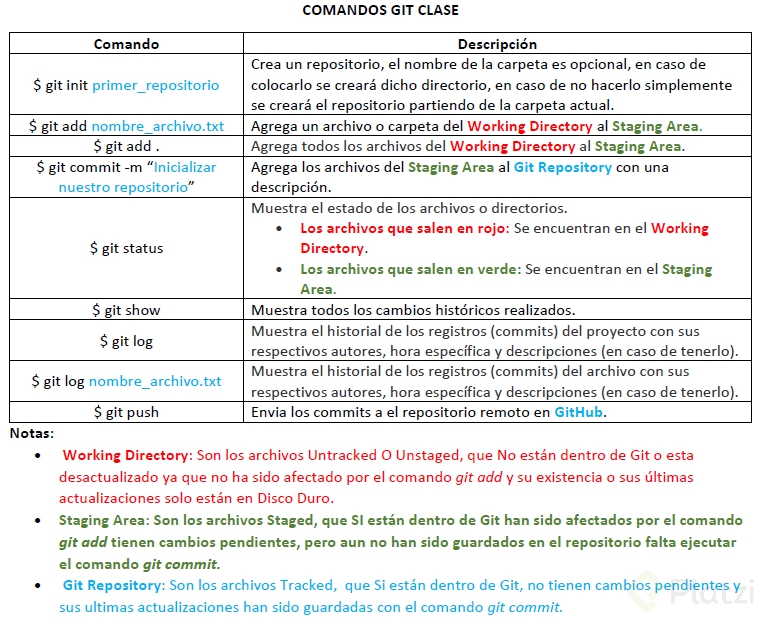 COMANDOS GIT CLASE
Comando
Descripción
$ git init primer_repositorio
Crea un repositorio, el nombre de la carpeta es opcional, en caso de
colocarlo se creará dicho directorio, en caso de no hacerlo simplemente
se creará el repositorio partiendo de la carpeta actual.
$ git add nombre_archivo.txt
Agrega un archivo o carpeta del Working Directory al Staging Area.
$ git add .
Agrega todos los archivos del Working Directory al Staging Area.
$ git commit -m “Inicializar
nuestro repositorio”
Agrega los archivos del Staging Area al Git Repository con una
descripción.
$ git status
Muestra el estado de los archivos o directorios.
• Los archivos que salen en rojo: Se encuentran en el Working
Directory.
• Los archivos que salen en verde: Se encuentran en el Staging
Area.
$ git show
Muestra todos los cambios históricos realizados.
$ git log
Muestra el historial de los registros (commits) del proyecto con sus
respectivos autores, hora específica y descripciones (en caso de tenerlo).
$ git log nombre_archivo.txt
Muestra el historial de los registros (commits) del archivo con sus
respectivos autores, hora específica y descripciones (en caso de tenerlo).
$ git push
Envia los commits a el repositorio remoto en GitHub.
Notas:
• Working Directory: Son los archivos Untracked O Unstaged, que No están dentro de Git o esta
desactualizado ya que no ha sido afectado por el comando git add y su existencia o sus últimas
actualizaciones solo están en Disco Duro.
• Staging Area: Son los archivos Staged, que SI están dentro de Git han sido afectados por el comando
git add tienen cambios pendientes, pero aun no han sido guardados en el repositorio falta ejecutar
el comando git commit.
• Git Repository: Son los archivos Tracked, que Si están dentro de Git, no tienen cambios pendientes y
sus ultimas actualizaciones han sido guardadas con el comando git commit.
Platzi